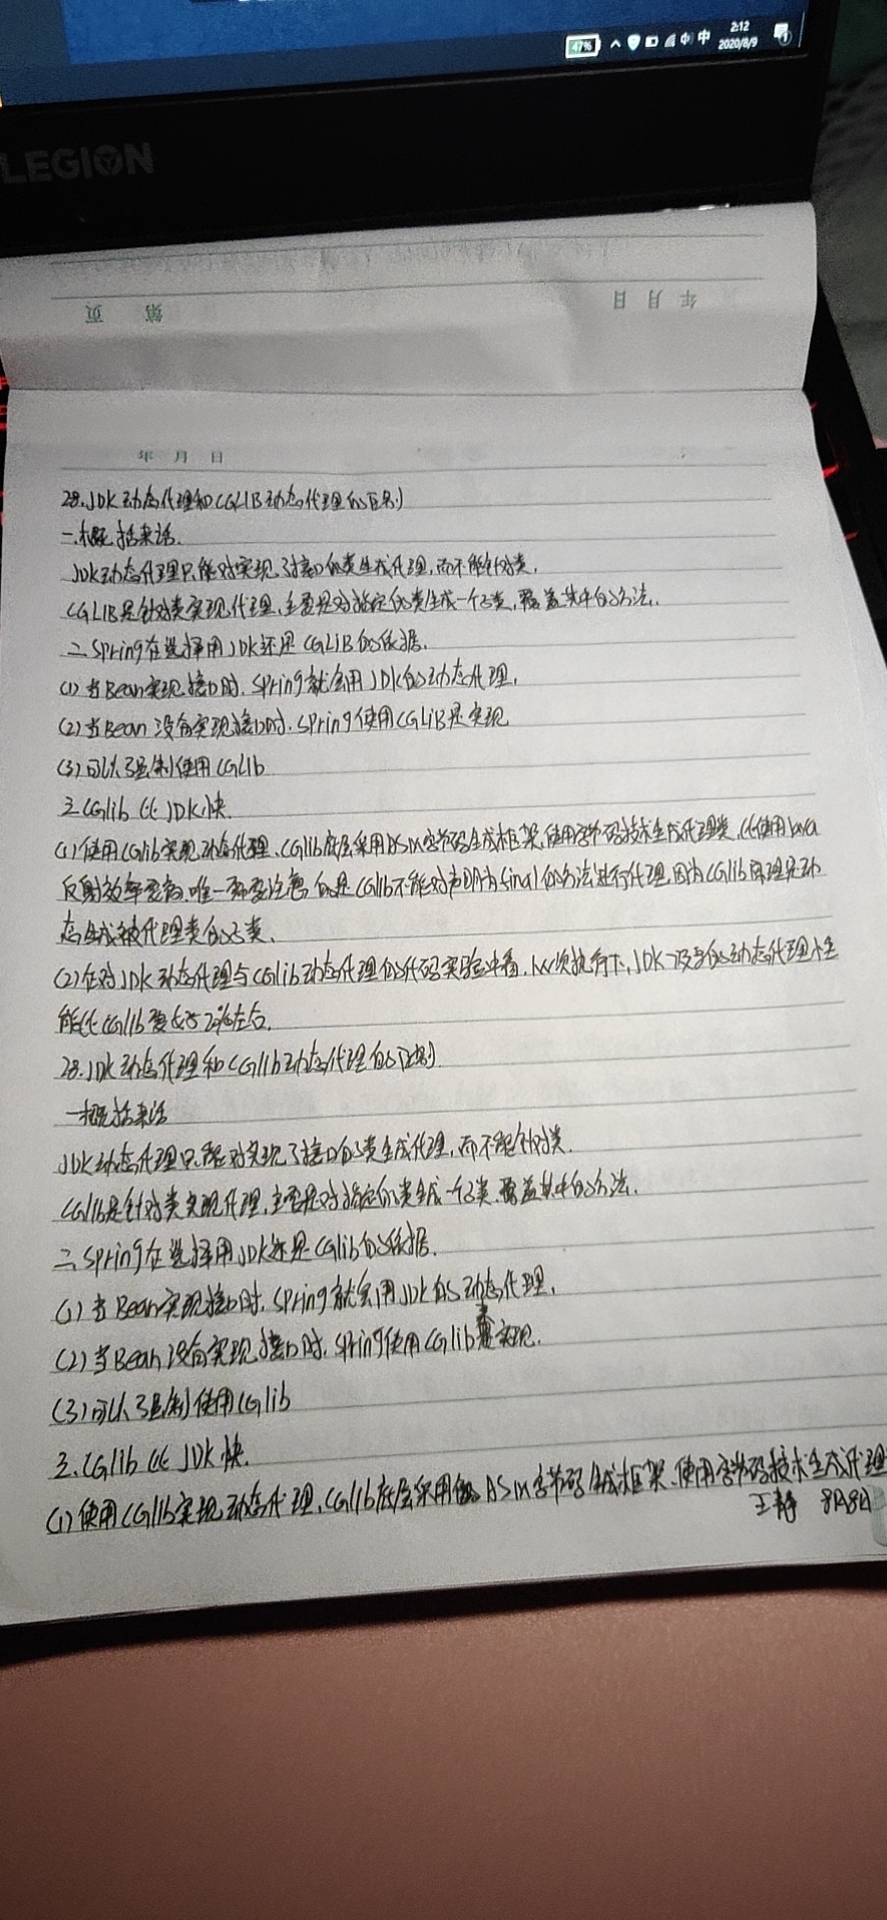 47%
中
2:12
2020/8/9
LEGION
第 页
年 月 日
年 月 日
28.JDK动态代理和CGLIB动态代理的区别
一.概括来话.
JDK动态代理只能对实现了接口的类生成代理,而不能针对类,
CGLIB是针对类实现代理,主要是对指定的类生成一个子类,覆盖其中的方法.
二Spring在选择用JDK还是CGLIB的依据.
(1)当Bean实现接口时.Spring就会用JDK的动态代理,
(2)当Bean没有实现接口时.Spring使用CGLIB是实现
(3)可以强制使用CGLIB
三CGlib比JDK快.
(1)使用CGlib实现动态代理、CGlib底层采用ASM字节码生成框架,使用字节码技术生成代理类,比使用Java
反射效率要高,唯一需要注意的是CGlib不能对声明为final的方法进行代理,因为CGlib原理是动
态生成被代理类的子类、
(2)在对JDK动态代理与CGlib动态代理的代码实验中看,1W次执行下,JDK7及8的动态代理性
能比CGlib要好20%左右.
28.JDK动态代理和CGlib动态代理的区别
一概括来话
JDK动态代理只能对实现了接口的类生成代理,而不能针对类.
CGlib是针对类实现代理,主要是对指定的类生成一个子类,覆盖其中的方法.
二.Spring在选择用JDK还是CGlib的依据.
(1)当Bean实现接口时.Spring就会用JDK的动态代理,
(2)当Bean没有实现接口时,Spring使用CGlib来实现.
(3)可以强制使用CGlib
三.CGlib比JDK快.
(1)使用CGlib实现动态代理、CGlib底层采用ASM字节码生成框架、使用字节码技术生成代理
王静 8月8日